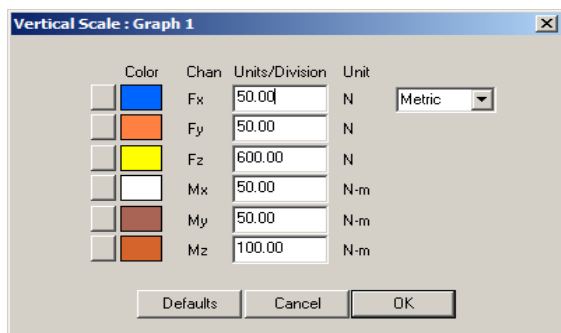 Vertical Scale : Graph 1
Color Chan Units/Division Unit
Fx 50.00 N Metric
Fy 50.00 N
Fz 600.00 N
Mx 50.00 N-m
My 50.00 N-m
Mz 100.00 N-m
Defaults Cancel OK